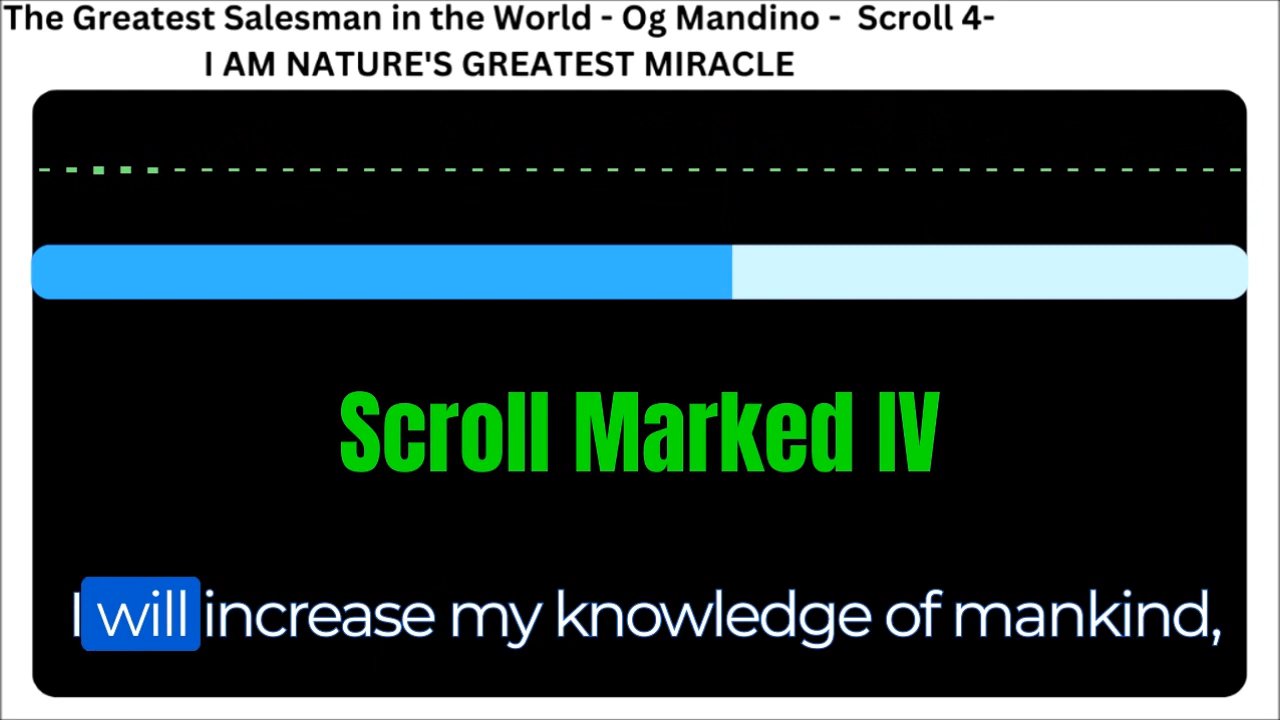 The Greatest Salesman in the World - Og Mandino - Scroll 4-
I AM NATURE'S GREATEST MIRACLE
Scroll Marked IV
I will increase my knowledge of mankind,